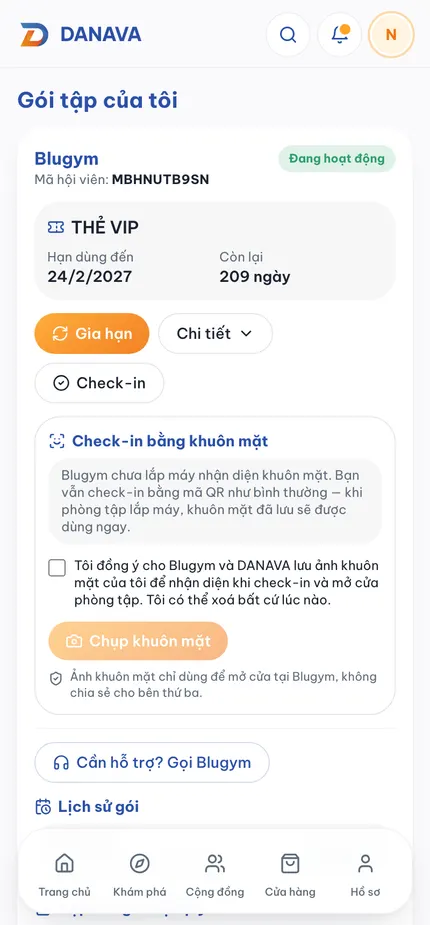 DANAVA
N
Gói tập của tôi
Blugym
Đang hoạt động
Mã hội viên: MBHNUTB9SN
THẺ VIP
Hạn dùng đến
Còn lại
24/2/2027
209 ngày
Gia hạn
Chi tiết
Check-in
Check-in bằng khuôn mặt
Blugym chưa lắp máy nhận diện khuôn mặt. Bạn
vẫn check-in bằng mã QR như bình thường — khi
phòng tập lắp máy, khuôn mặt đã lưu sẽ được
dùng ngay.
Tôi đồng ý cho Blugym và DANAVA lưu ảnh khuôn
mặt của tôi để nhận diện khi check-in và mở cửa
phòng tập. Tôi có thể xoá bất cứ lúc nào.
Chụp khuôn mặt
Ảnh khuôn mặt chỉ dùng để mở cửa tại Blugym, không
chia sẻ cho bên thứ ba.
Cần hỗ trợ? Gọi Blugym
Lịch sử gói
Trang chủ
Khám phá
Cộng đồng
Cửa hàng
Hồ sơ